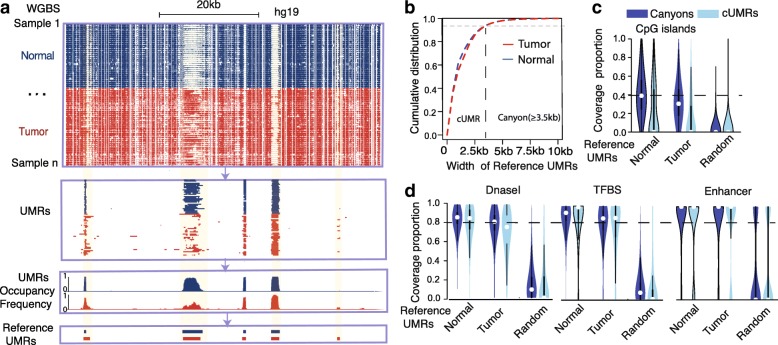 a
WGBS
20kb
hg19
Sample 1
Normal
...
Tumor
Sample n
UMRs
UMRs
Occupancy
Frequency
1
0
1
0
Reference
UMRs
b
Cumulative distribution
1.0
0.8
0.6
0.4
0.2
0.0
Tumor
Normal
cUMR
Canyon(≥3.5kb)
0
2.5kb
5kb
7.5kb
10kb
Width of Reference UMRs
c
Canyons
cUMRs
CpG islands
Coverage proportion
1.0
0.8
0.6
0.4
0.2
0.0
Reference
UMRs
Normal
Tumor
Random
d
DnaseI
TFBS
Enhancer
Coverage proportion
1.0
0.8
0.6
0.4
0.2
0.0
Reference
UMRs
Normal
Tumor
Random
Normal
Tumor
Random
Normal
Tumor
Random